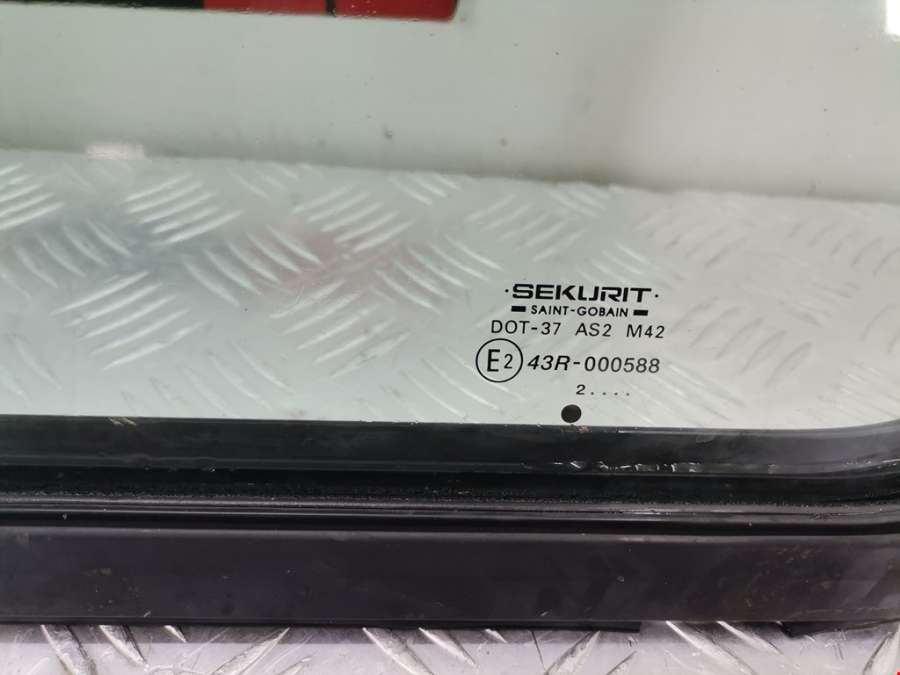 ·SEKURIT·
SAINT-GOBAIN
DOT-37 AS2 M42
E2 43R-000588
2....